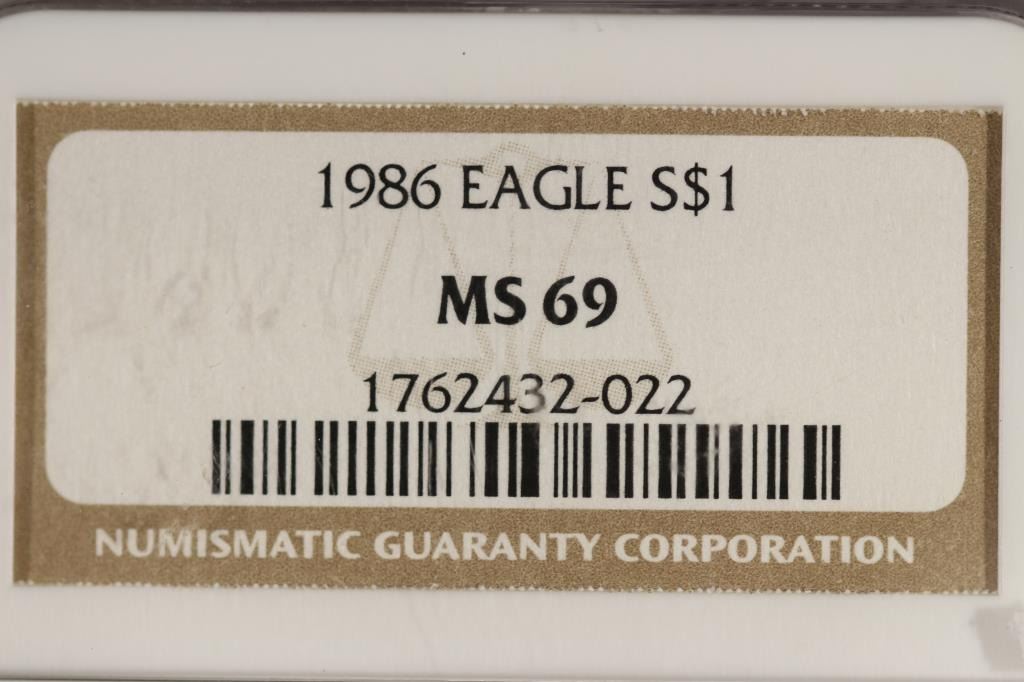 1986 EAGLE S$1
MS 69
1762432-022
NUMISMATIC GUARANTY CORPORATION